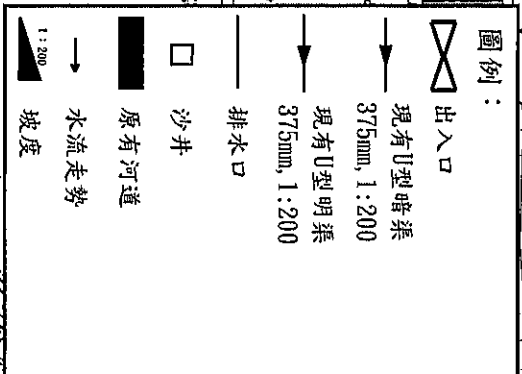 圖例:
出入口
現有U型暗渠
375mm, 1:200
現有U型明渠
375mm, 1:200
排水口
沙井
原有河道
水流走勢
1:200
坡度